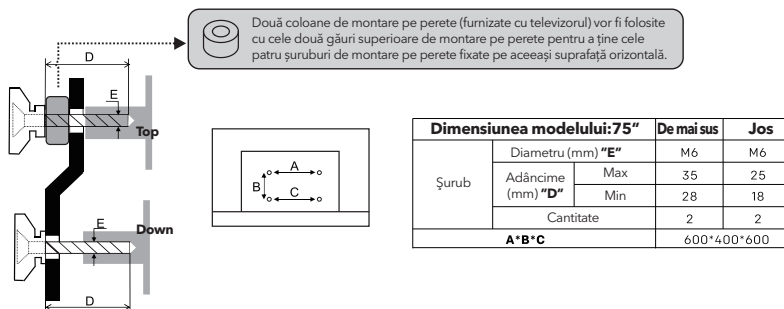 Două coloane de montare pe perete (furnizate cu televizorul) vor fi folosite
cu cele două găuri superioare de montare pe perete pentru a ține cele
patru șuruburi de montare pe perete fixate pe aceeași suprafață orizontală.
D
E
Top
E
Down
D
A
B
C
Dimensiunea modelului:75" De mai sus Jos
Șurub Diametru (mm) "E" M6 M6
Adâncime (mm) "D" Max 35 25
Min 28 18
Cantitate 2 2
A*B*C 600*400*600